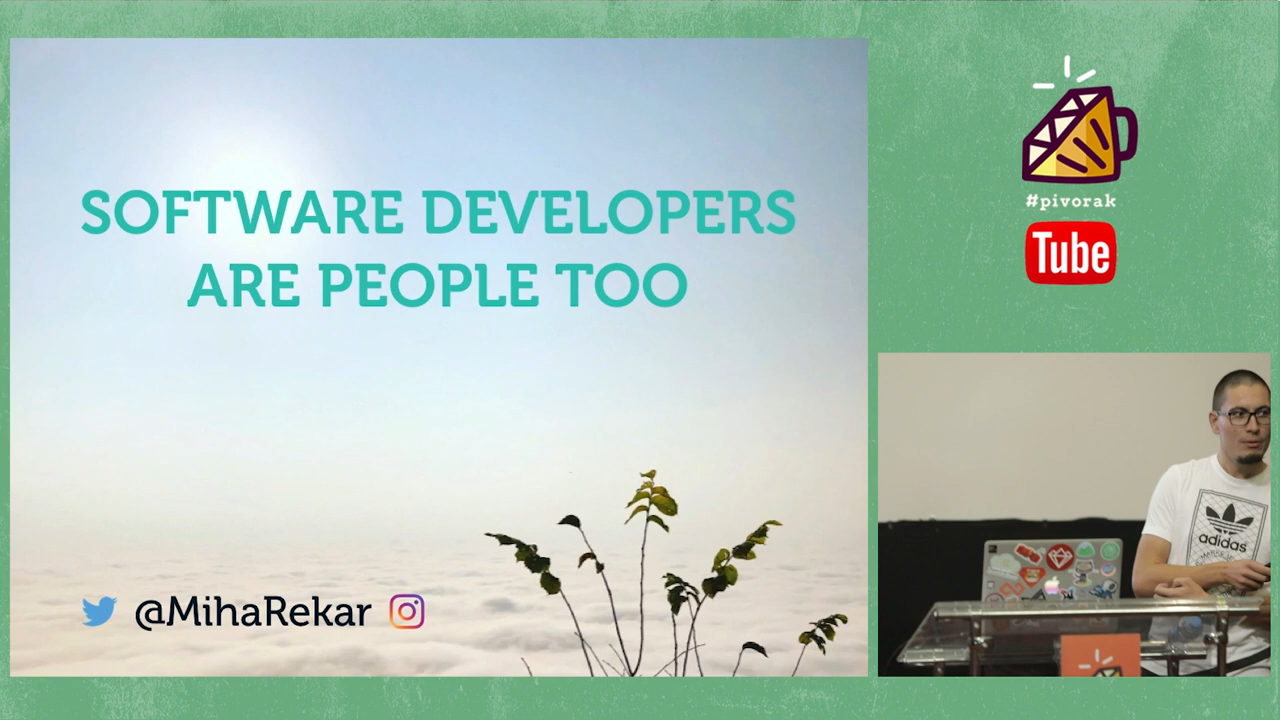 SOFTWARE DEVELOPERS
ARE PEOPLE TOO
@MihaRekar
#pivorak
Tube
adidas